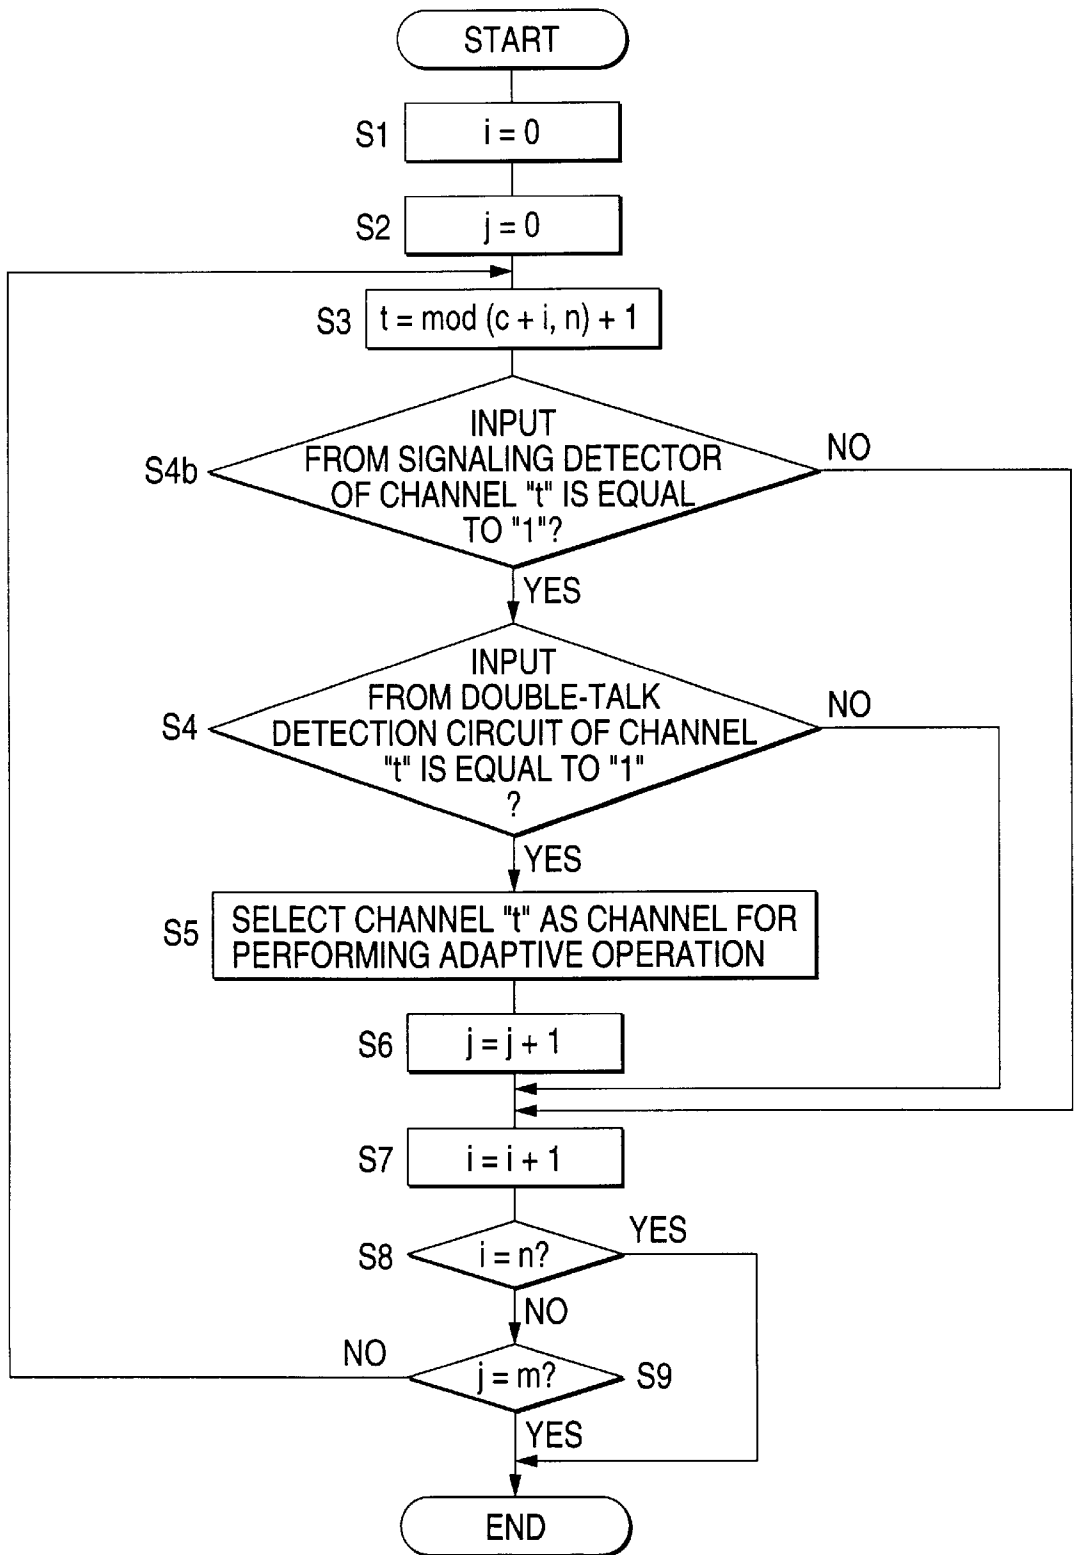 START
S1
i = 0
S2
j = 0
S3
t = mod (c + i, n) + 1
S4b
INPUT
FROM SIGNALING DETECTOR
OF CHANNEL "t" IS EQUAL
TO "1"?
NO
YES
S4
INPUT
FROM DOUBLE-TALK
DETECTION CIRCUIT OF CHANNEL
"t" IS EQUAL TO "1"
?
NO
YES
S5
SELECT CHANNEL "t" AS CHANNEL FOR
PERFORMING ADAPTIVE OPERATION
S6
j = j + 1
S7
i = i + 1
S8
i = n?
YES
NO
NO
j = m?
S9
YES
END